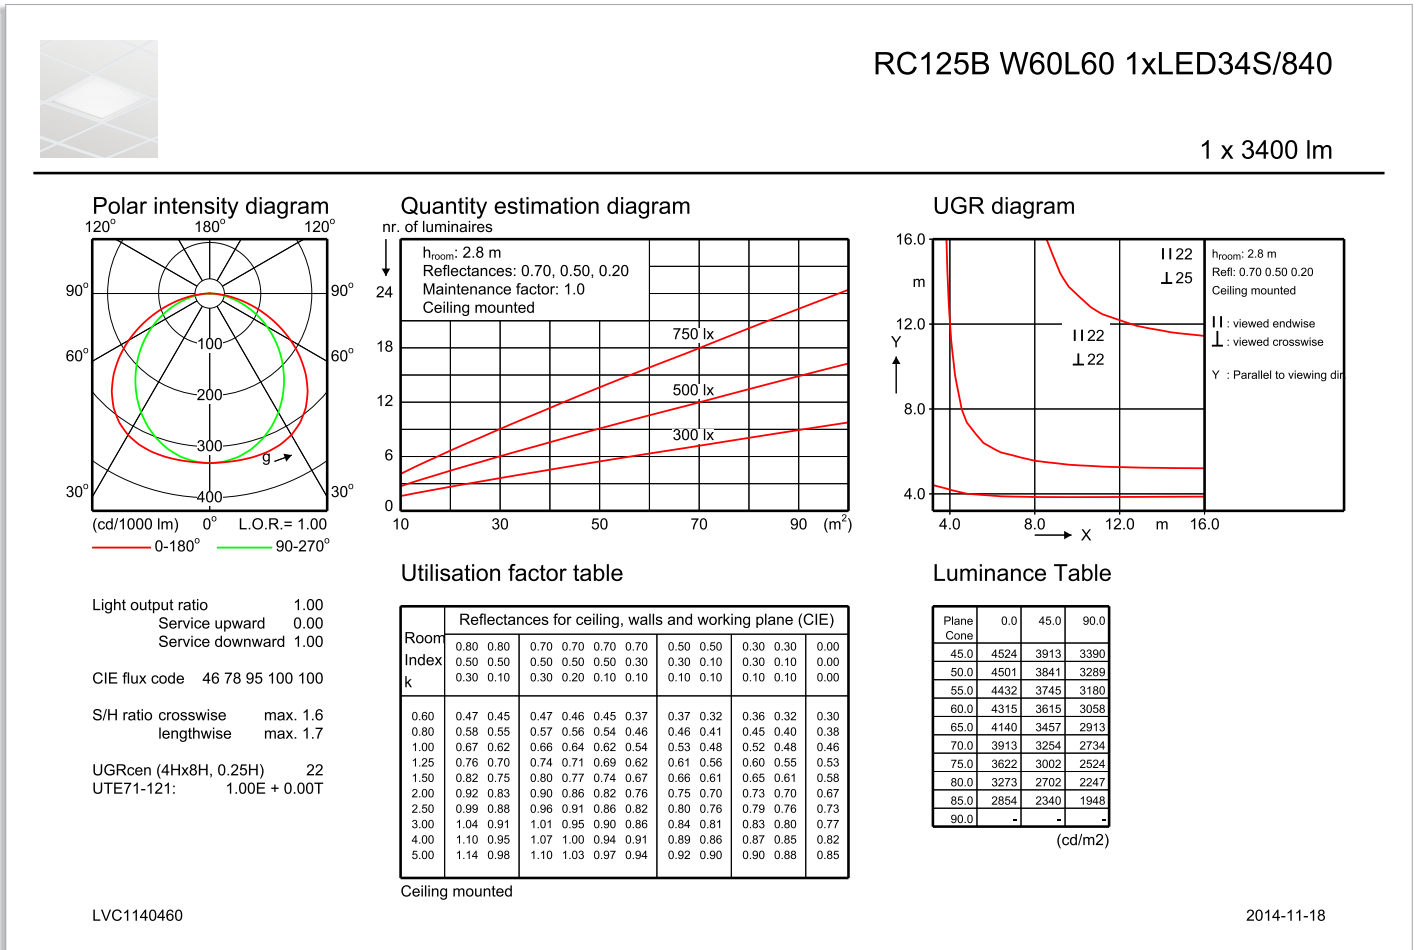 RC125B W60L60 1xLED34S/840
1 x 3400 lm
Polar intensity diagram
120° 180° 120°
90° 90°
60° 60°
100
200
300
g
400
30° 30°
(cd/1000 lm) 0° L.O.R.= 1.00
0-180° 90-270°
Light output ratio 1.00
Service upward 0.00
Service downward 1.00
CIE flux code 46 78 95 100 100
S/H ratio crosswise max. 1.6
lengthwise max. 1.7
UGRcen (4Hx8H, 0.25H) 22
UTE71-121: 1.00E + 0.00T
Quantity estimation diagram
nr. of luminaires
hroom: 2.8 m
Reflectances: 0.70, 0.50, 0.20
Maintenance factor: 1.0
Ceiling mounted
24
18
12
6
0
750 lx
500 lx
300 lx
10 30 50 70 90 (m²)
UGR diagram
16.0
m
12.0
Y
8.0
4.0
II 22
⊥ 25
II 22
⊥ 22
4.0 8.0 12.0 m 16.0
X
hroom: 2.8 m
Refl: 0.70 0.50 0.20
Ceiling mounted
II : viewed endwise
⊥ : viewed crosswise
Y : Parallel to viewing dir.
Utilisation factor table
Room Index k
Reflectances for ceiling, walls and working plane (CIE)
0.80 0.80 0.70 0.70 0.70 0.70 0.50 0.50 0.30 0.30 0.00
0.50 0.50 0.50 0.50 0.50 0.30 0.30 0.10 0.30 0.10 0.00
0.30 0.10 0.30 0.20 0.10 0.10 0.10 0.10 0.10 0.10 0.00
0.60 0.47 0.45 0.47 0.46 0.45 0.37 0.37 0.32 0.36 0.32 0.30
0.80 0.58 0.55 0.57 0.56 0.54 0.46 0.46 0.41 0.45 0.40 0.38
1.00 0.67 0.62 0.66 0.64 0.62 0.54 0.53 0.48 0.52 0.48 0.46
1.25 0.76 0.70 0.74 0.71 0.69 0.62 0.61 0.56 0.60 0.55 0.53
1.50 0.82 0.75 0.80 0.77 0.74 0.67 0.66 0.61 0.65 0.61 0.58
2.00 0.92 0.83 0.90 0.86 0.82 0.76 0.75 0.70 0.73 0.70 0.67
2.50 0.99 0.88 0.96 0.91 0.86 0.82 0.80 0.76 0.79 0.76 0.73
3.00 1.04 0.91 1.01 0.95 0.90 0.86 0.84 0.81 0.83 0.80 0.77
4.00 1.10 0.95 1.07 1.00 0.94 0.91 0.89 0.86 0.87 0.85 0.82
5.00 1.14 0.98 1.10 1.03 0.97 0.94 0.92 0.90 0.90 0.88 0.85
Ceiling mounted
Luminance Table
Plane 0.0 45.0 90.0
Cone
45.0 4524 3913 3390
50.0 4501 3841 3289
55.0 4432 3745 3180
60.0 4315 3615 3058
65.0 4140 3457 2913
70.0 3913 3254 2734
75.0 3622 3002 2524
80.0 3273 2702 2247
85.0 2854 2340 1948
90.0 - - -
(cd/m2)
LVC1140460
2014-11-18